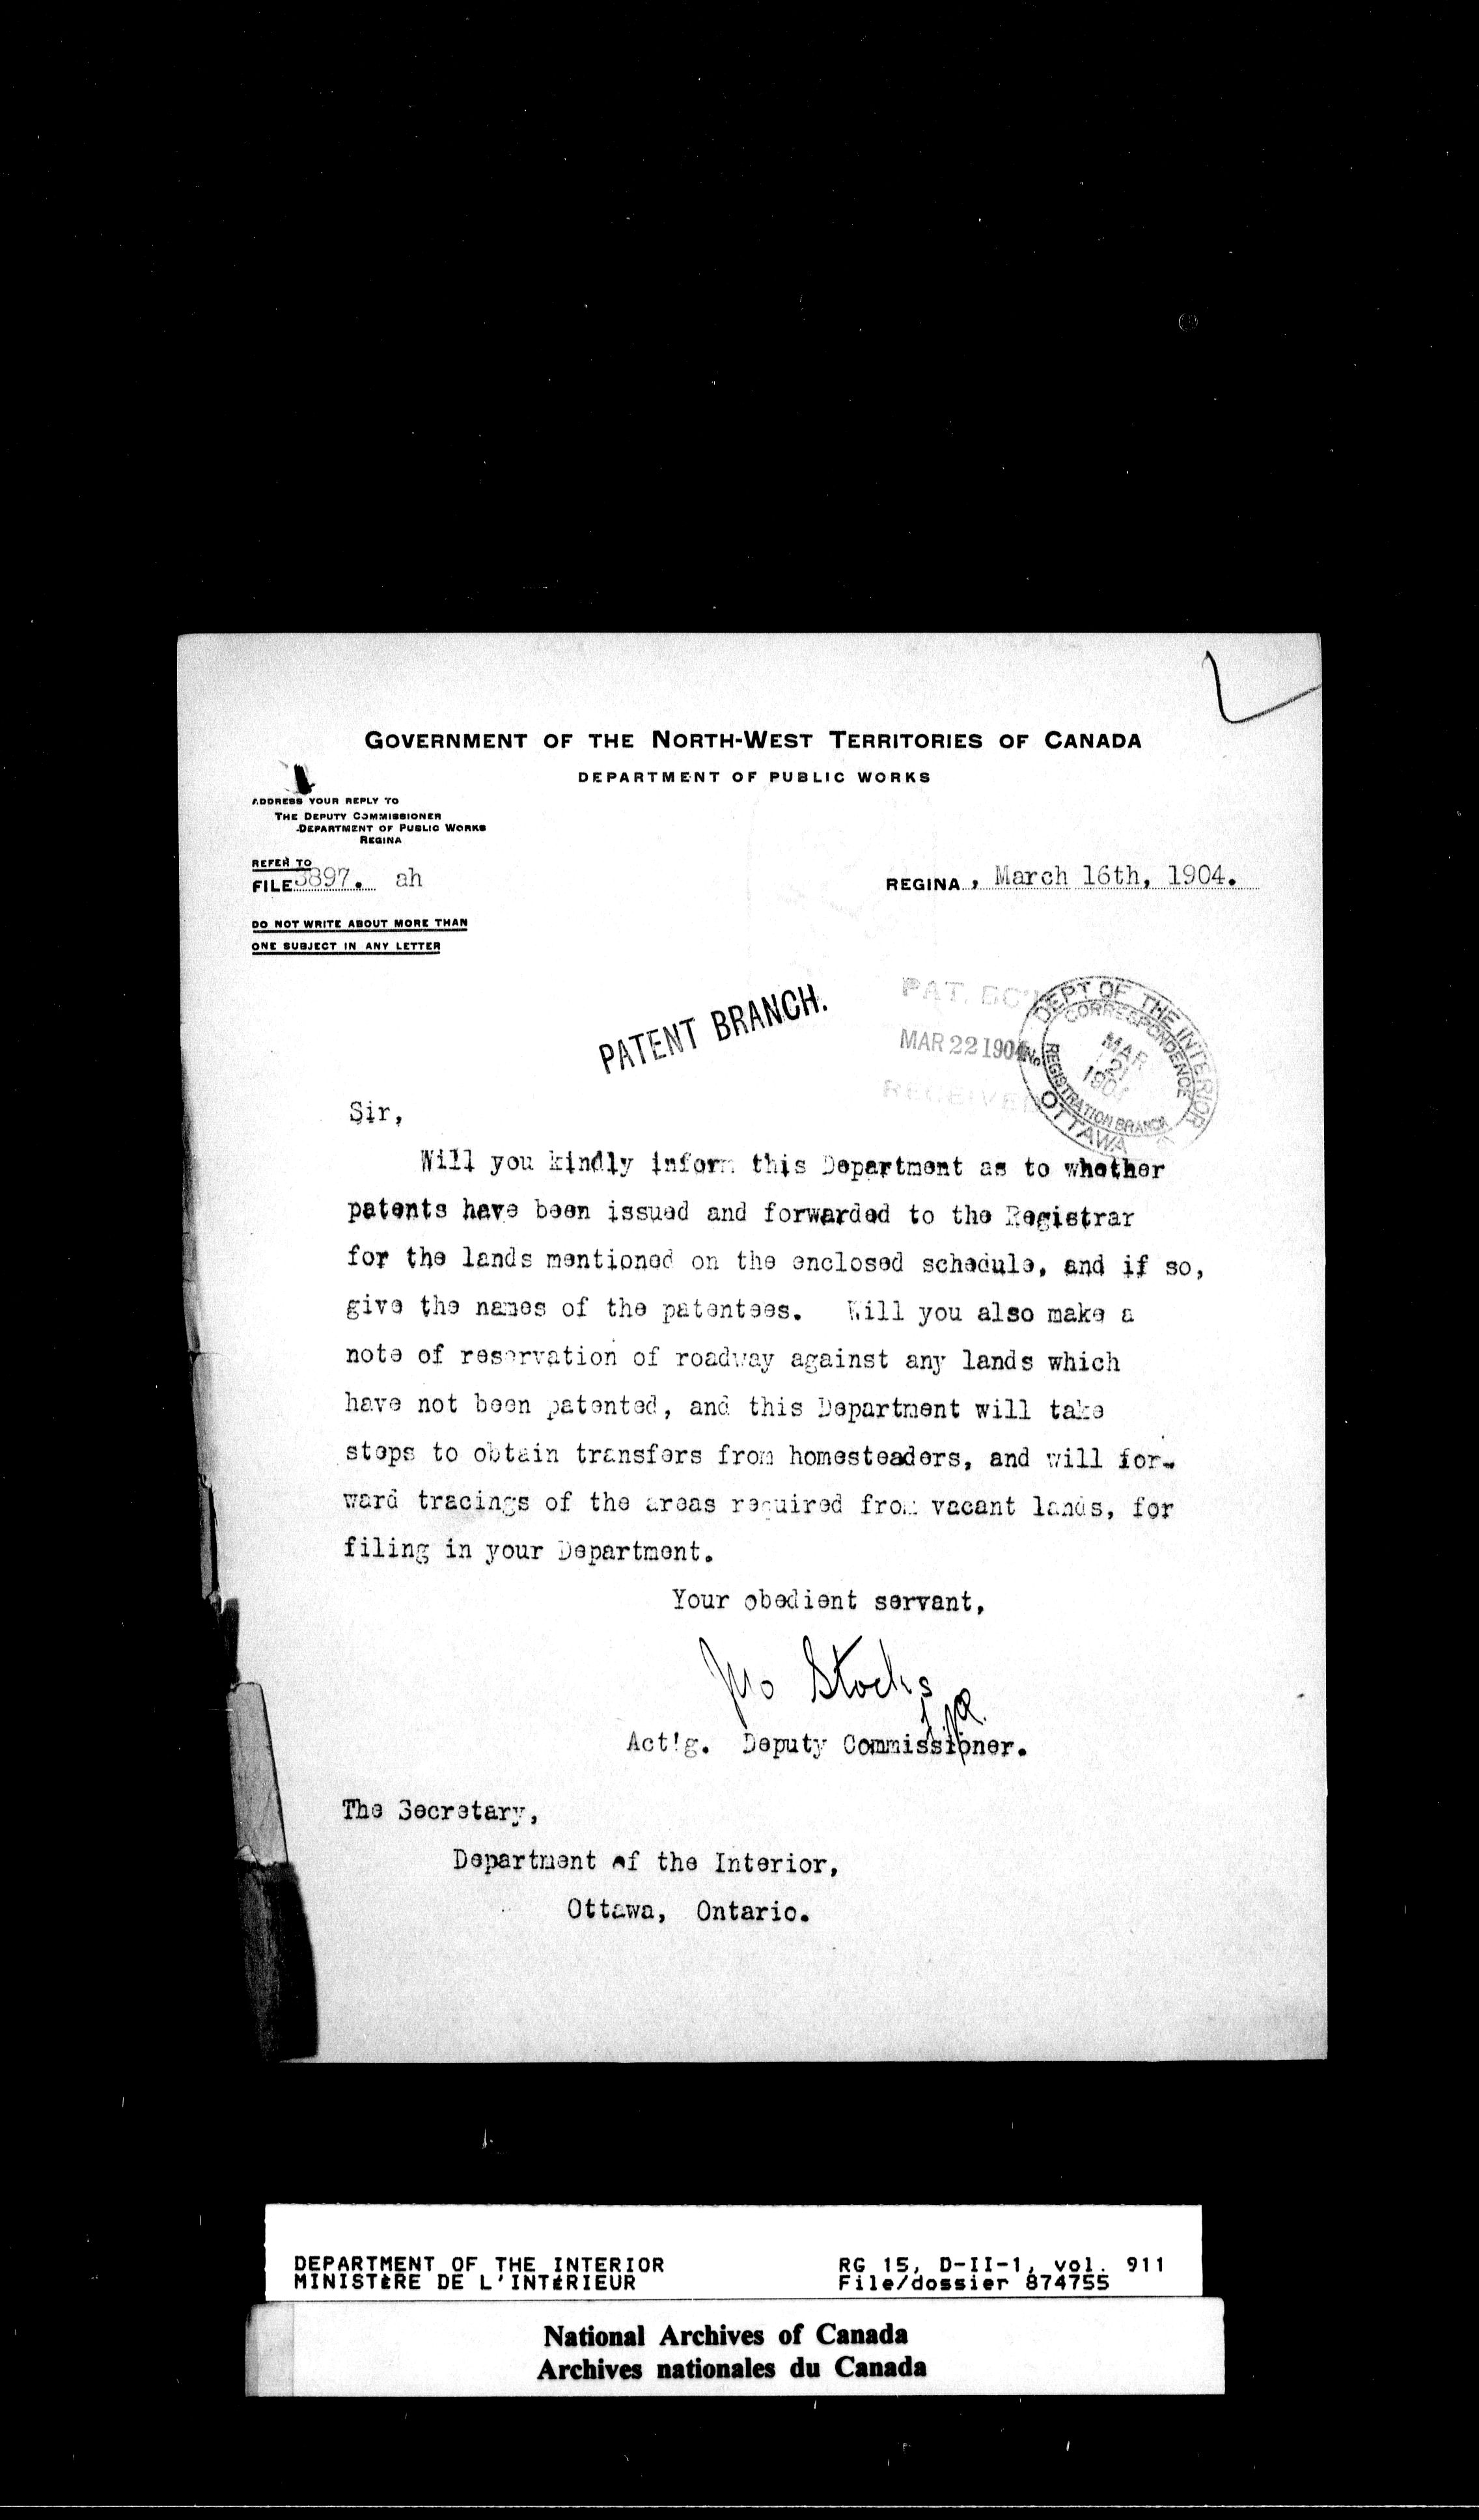 GOVERNMENT OF THE NORTH-WEST TERRITORIES OF CANADA
DEPARTMENT OF PUBLIC WORKS
ADDRESS YOUR REPLY TO
THE DEPUTY COMMISSIONER
DEPARTMENT OF PUBLIC WORKS
REGINA
REFER TO
FILE 3897. ah
REGINA, March 16th, 1904.
DO NOT WRITE ABOUT MORE THAN
ONE SUBJECT IN ANY LETTER
PATENT BRANCH.
PAT.
MAR 22 1904
RECEIVED
DEPT OF THE INTERIOR
CORRESPONDENCE
MAR
21
1904
REGISTRATION BRANCH
OTTAWA
Sir,
Will you kindly inform this Department as to whether
patents have been issued and forwarded to the Registrar
for the lands mentioned on the enclosed schedule, and if so,
give the names of the patentees. Will you also make a
note of reservation of roadway against any lands which
have not been patented, and this Department will take
steps to obtain transfers from homesteaders, and will for-
ward tracings of the areas required from vacant lands, for
filing in your Department.
Your obedient servant,
Jno Stocks
Act'g. Deputy Commissioner.
The Secretary,
Department of the Interior,
Ottawa, Ontario.
DEPARTMENT OF THE INTERIOR RG 15, D-II-1, vol. 911
MINISTÈRE DE L'INTÉRIEUR File/dossier 874755
National Archives of Canada
Archives nationales du Canada